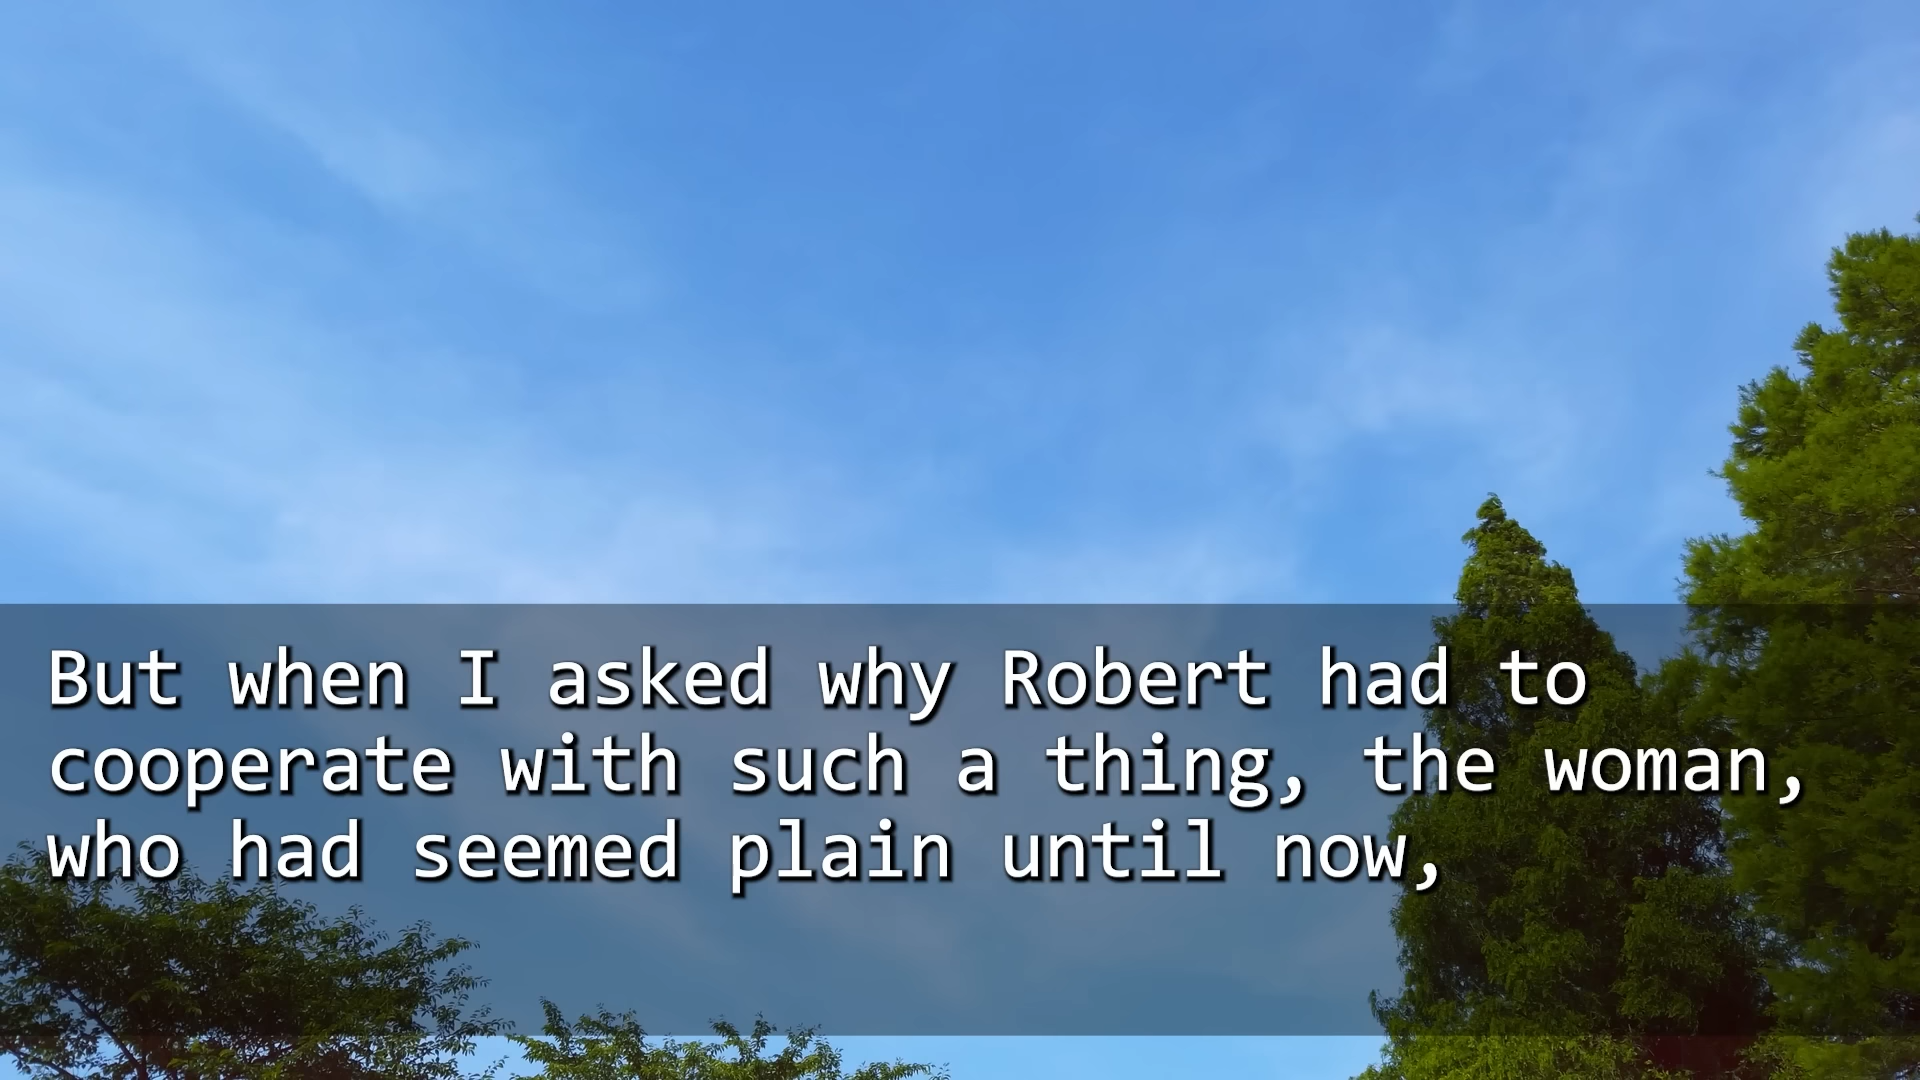 But when I asked why Robert had to
cooperate with such a thing, the woman,
who had seemed plain until now,